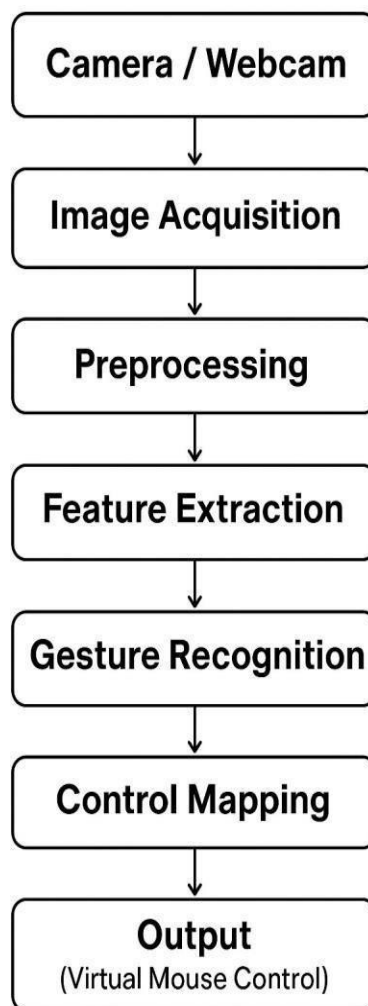 Camera / Webcam
Image Acquisition
Preprocessing
Feature Extraction
Gesture Recognition
Control Mapping
Output
(Virtual Mouse Control)